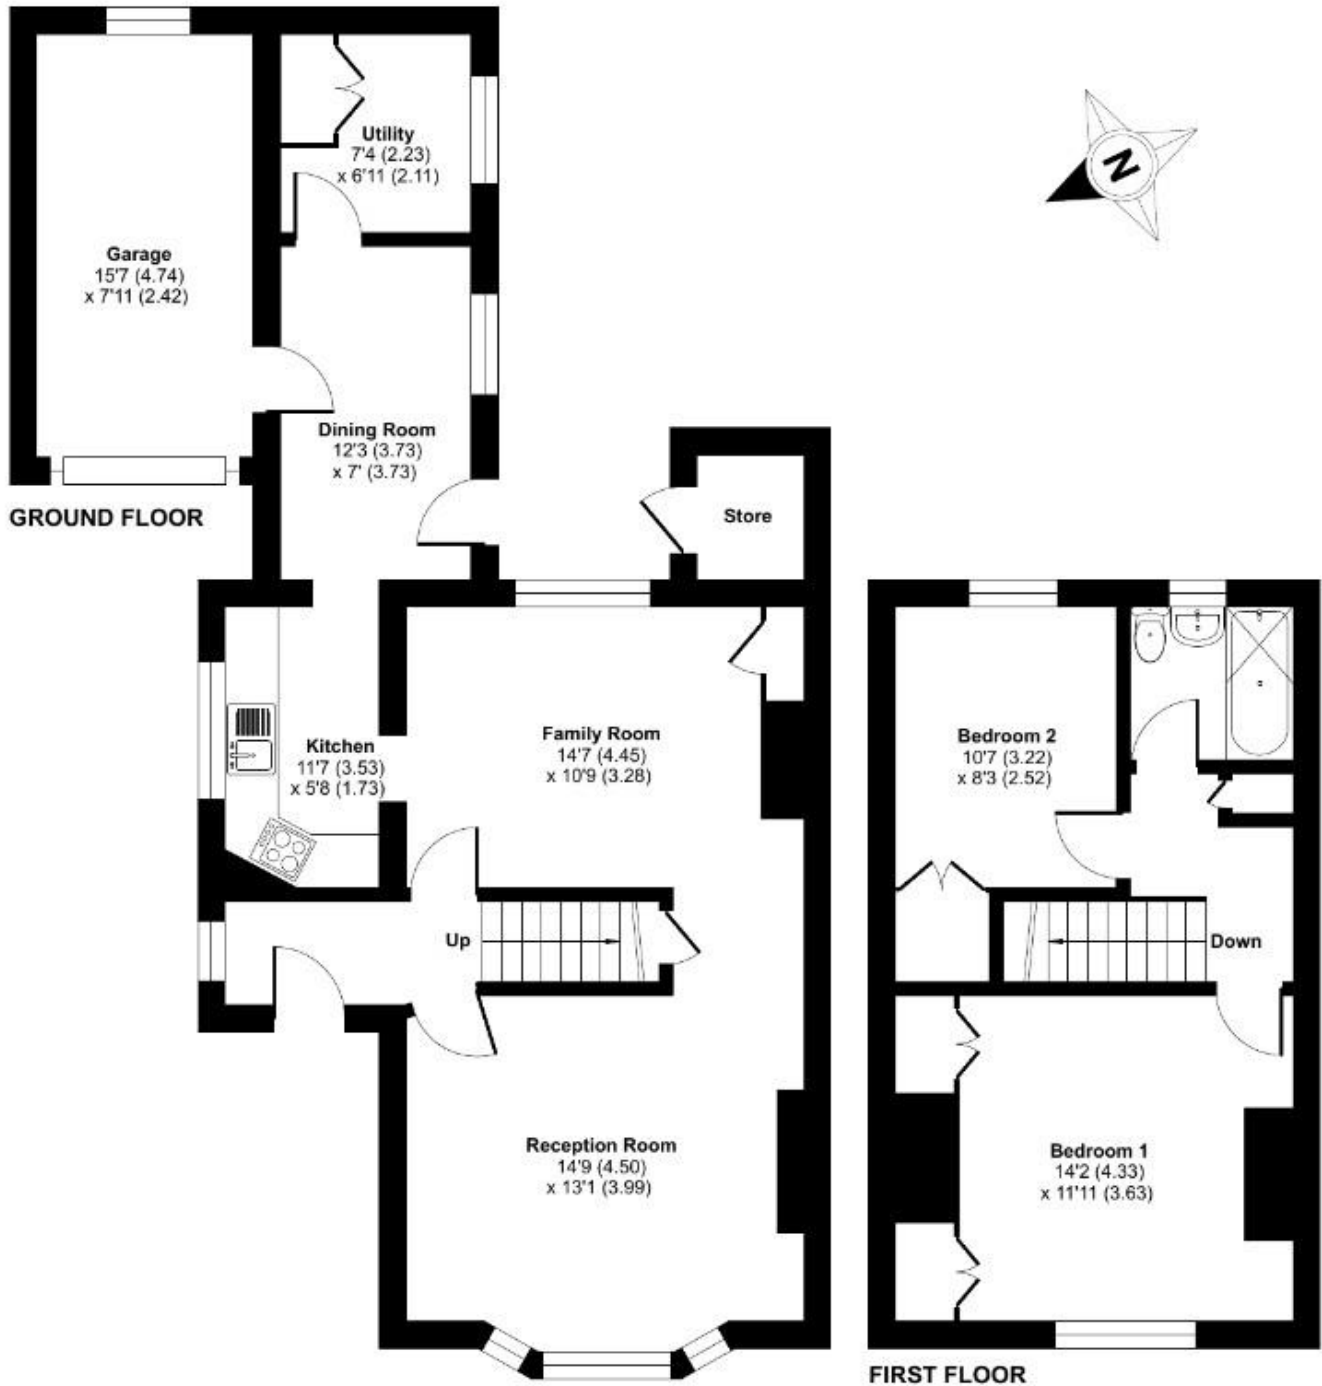 Utility
7'4 (2.23)
x 6'11 (2.11)
N
Garage
15'7 (4.74)
x 7'11 (2.42)
Dining Room
12'3 (3.73)
x 7' (3.73)
GROUND FLOOR
Store
Kitchen
11'7 (3.53)
x 5'8 (1.73)
Family Room
14'7 (4.45)
x 10'9 (3.28)
Bedroom 2
10'7 (3.22)
x 8'3 (2.52)
Up
Down
Reception Room
14'9 (4.50)
x 13'1 (3.99)
Bedroom 1
14'2 (4.33)
x 11'11 (3.63)
FIRST FLOOR